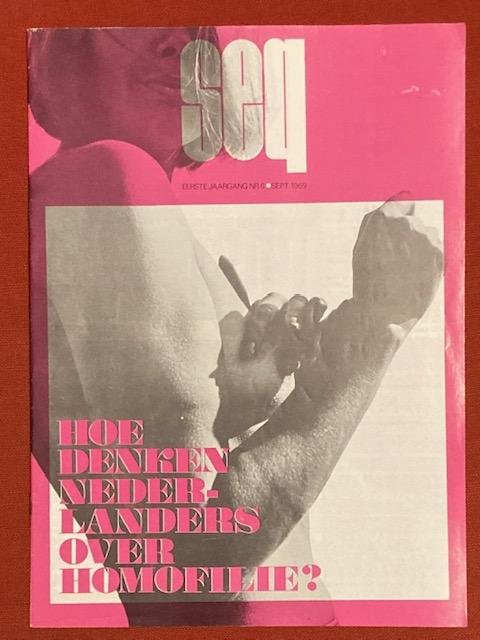 seq
EERSTE JAARGANG NR 6 ● SEPT. 1969
HOE
DENKEN
NEDER-
LANDERS
OVER
HOMOFILIE?